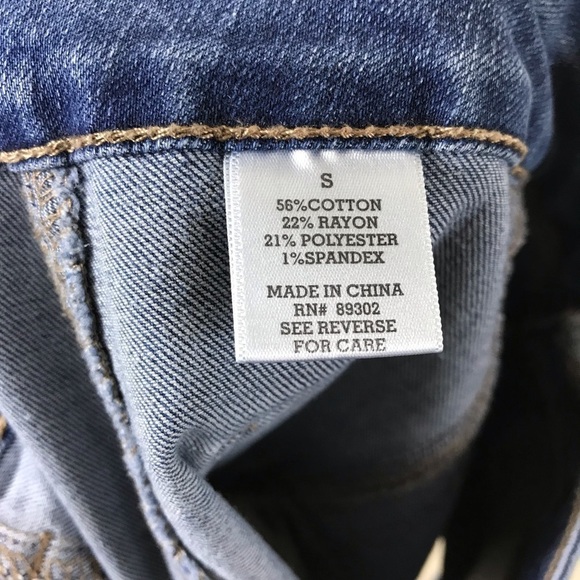 S
56%COTTON
22% RAYON
21% POLYESTER
1%SPANDEX
MADE IN CHINA
RN# 89302
SEE REVERSE
FOR CARE